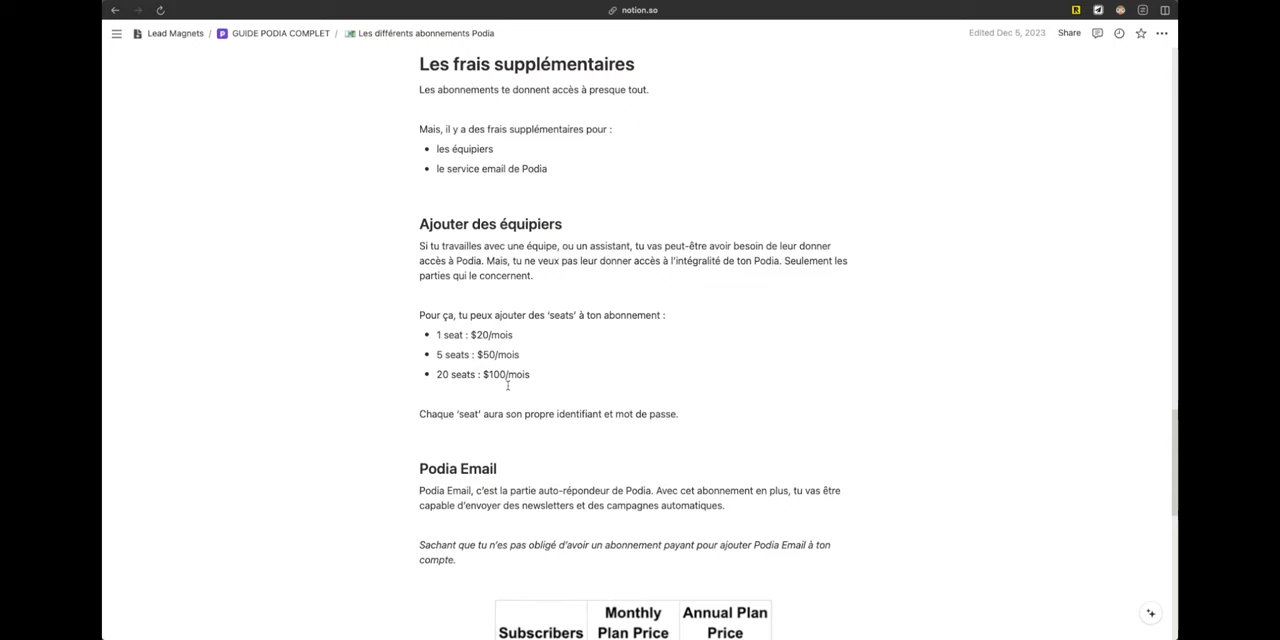 notion.so
Lead Magnets / GUIDE PODIA COMPLET / Les différents abonnements Podia
Edited Dec 5, 2023 Share
Les frais supplémentaires
Les abonnements te donnent accès à presque tout.
Mais, il y a des frais supplémentaires pour :
• les équipiers
• le service email de Podia
Ajouter des équipiers
Si tu travailles avec une équipe, ou un assistant, tu vas peut-être avoir besoin de leur donner
accès à Podia. Mais, tu ne veux pas leur donner accès à l’intégralité de ton Podia. Seulement les
parties qui le concernent.
Pour ça, tu peux ajouter des ‘seats’ à ton abonnement :
• 1 seat : $20/mois
• 5 seats : $50/mois
• 20 seats : $100/mois
Chaque ‘seat’ aura son propre identifiant et mot de passe.
Podia Email
Podia Email, c’est la partie auto-répondeur de Podia. Avec cet abonnement en plus, tu vas être
capable d’envoyer des newsletters et des campagnes automatiques.
Sachant que tu n’es pas obligé d’avoir un abonnement payant pour ajouter Podia Email à ton
compte.
Subscribers
Monthly
Plan Price
Annual Plan
Price